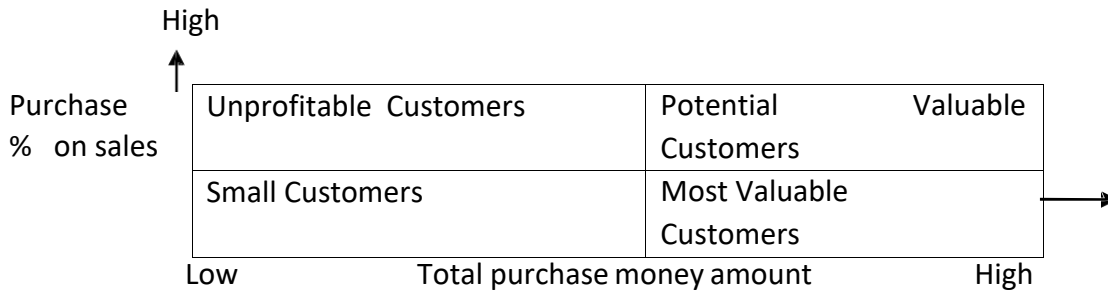 High
Purchase
% on sales
Unprofitable Customers
Potential Valuable
Customers
Small Customers
Most Valuable
Customers
Low Total purchase money amount High